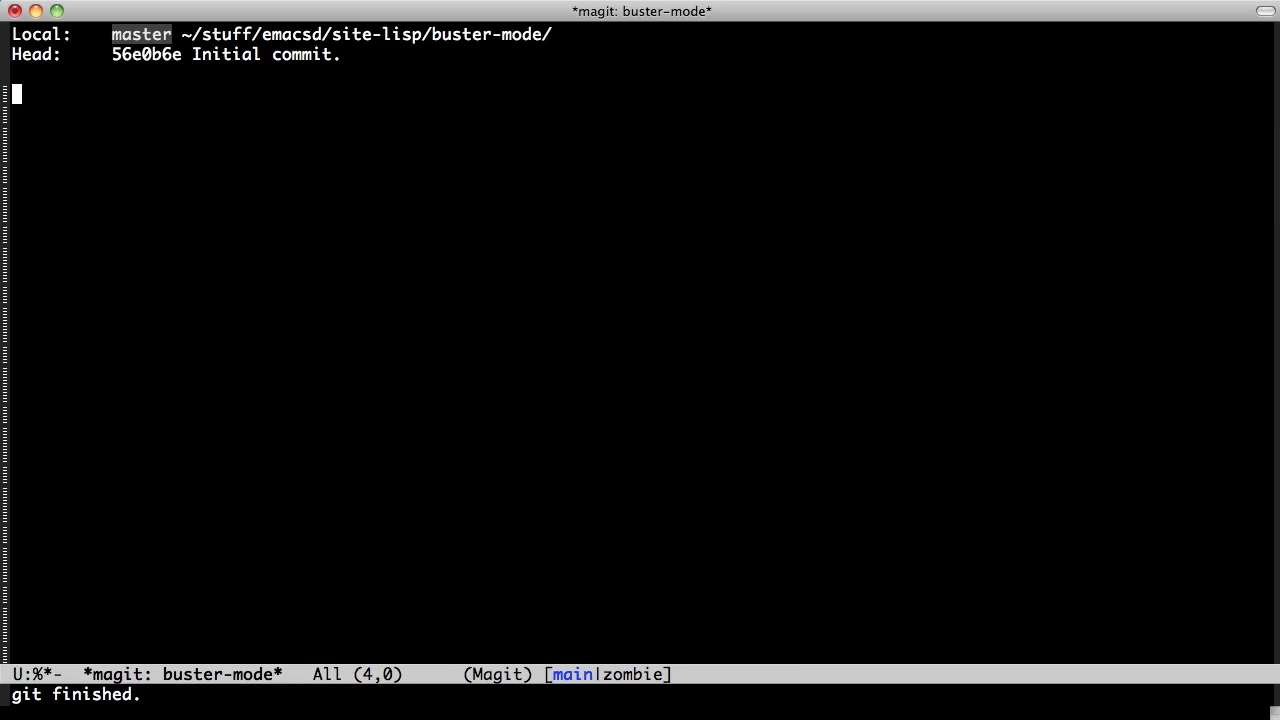 *magit: buster-mode*
Local:    master ~/stuff/emacsd/site-lisp/buster-mode/
Head:     56e0b6e Initial commit.
U:%*-  *magit: buster-mode*   All (4,0)      (Magit) [main|zombie]
git finished.